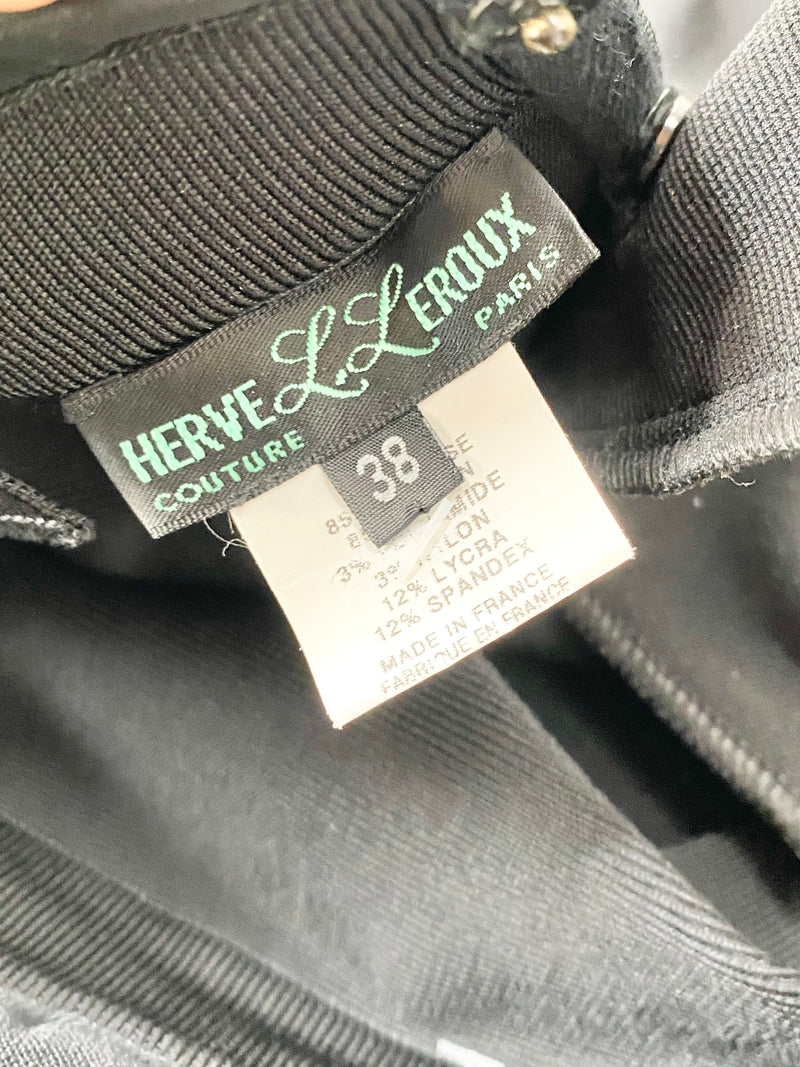 HERVE L. LEROUX
COUTURE PARIS
38
3% NYLON
12% LYCRA
12% SPANDEX
MADE IN FRANCE
FABRIQUE EN FRANCE